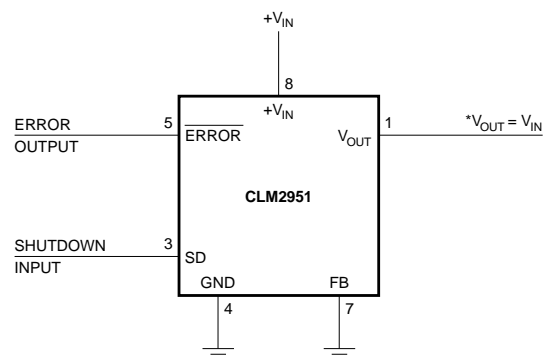 +VIN
8
+VIN
ERROR
OUTPUT
5
ERROR
VOUT
1
*VOUT = VIN
CLM2951
SHUTDOWN
INPUT
3
SD
GND
FB
4
7